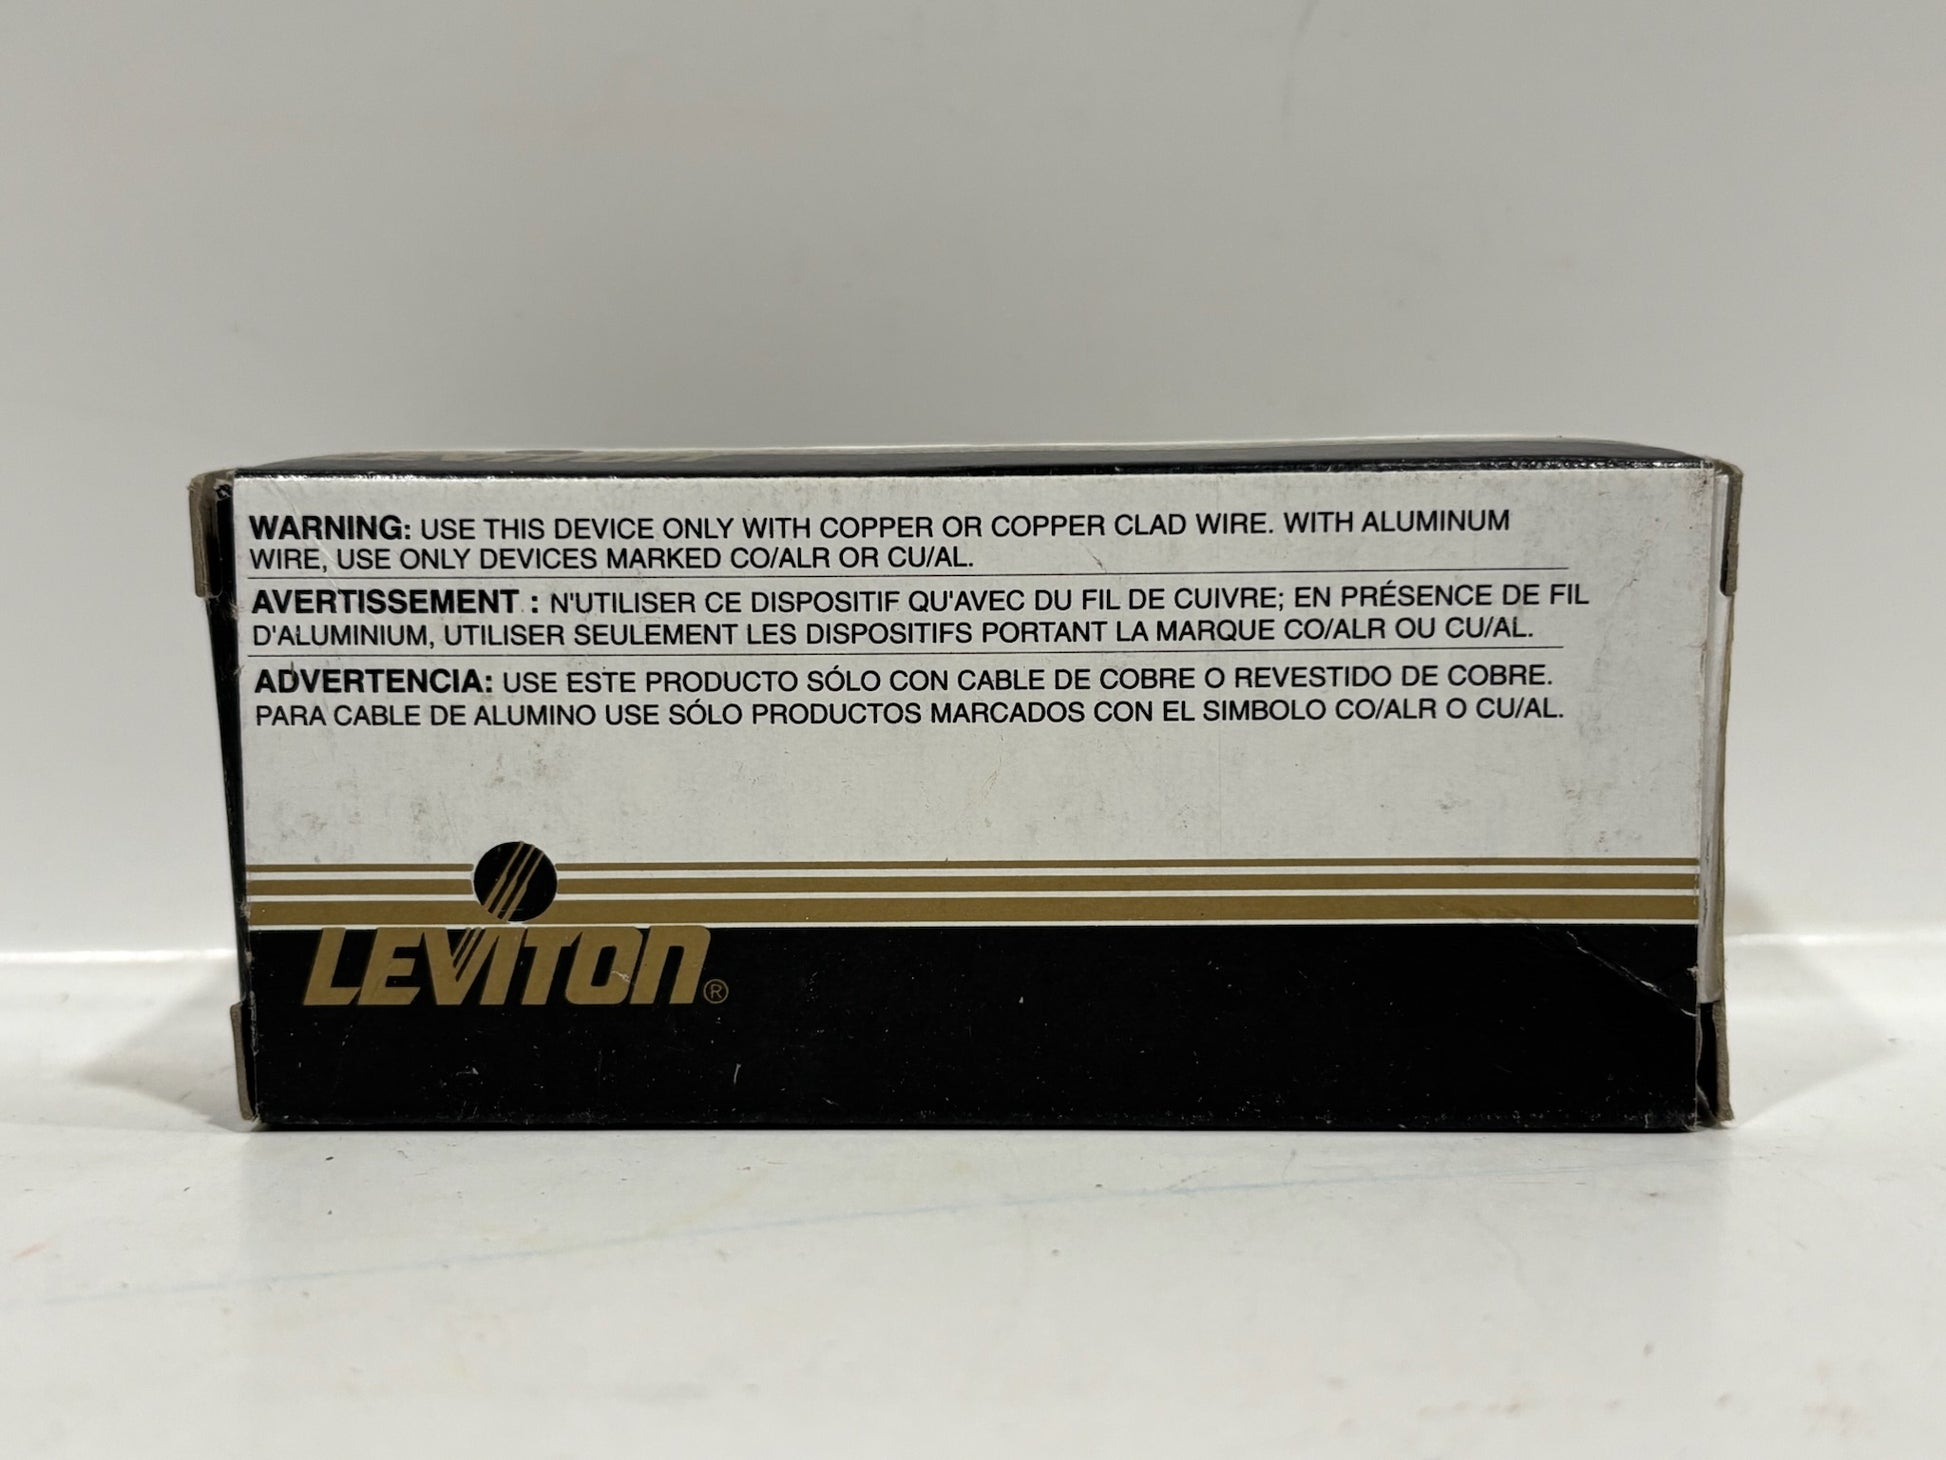 WARNING: USE THIS DEVICE ONLY WITH COPPER OR COPPER CLAD WIRE. WITH ALUMINUM
WIRE, USE ONLY DEVICES MARKED CO/ALR OR CU/AL.
AVERTISSEMENT : N'UTILISER CE DISPOSITIF QU'AVEC DU FIL DE CUIVRE; EN PRÉSENCE DE FIL
D'ALUMINIUM, UTILISER SEULEMENT LES DISPOSITIFS PORTANT LA MARQUE CO/ALR OU CU/AL.
ADVERTENCIA: USE ESTE PRODUCTO SÓLO CON CABLE DE COBRE O REVESTIDO DE COBRE.
PARA CABLE DE ALUMINO USE SÓLO PRODUCTOS MARCADOS CON EL SIMBOLO CO/ALR O CU/AL.
LEVITON®